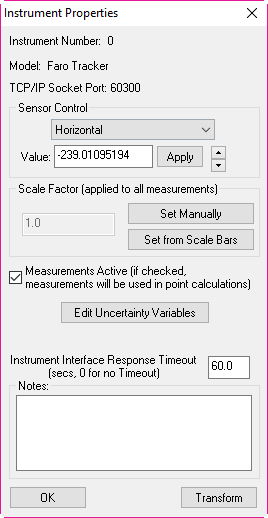 Instrument Properties
Instrument Number: 0
Model: Faro Tracker
TCP/IP Socket Port: 60300
Sensor Control
Horizontal
Value: -239.01095194 Apply
Scale Factor (applied to all measurements)
1.0
Set Manually
Set from Scale Bars
Measurements Active (if checked,
measurements will be used in point calculations)
Edit Uncertainty Variables
Instrument Interface Response Timeout
(secs, 0 for no Timeout)
60.0
Notes:
OK Transform